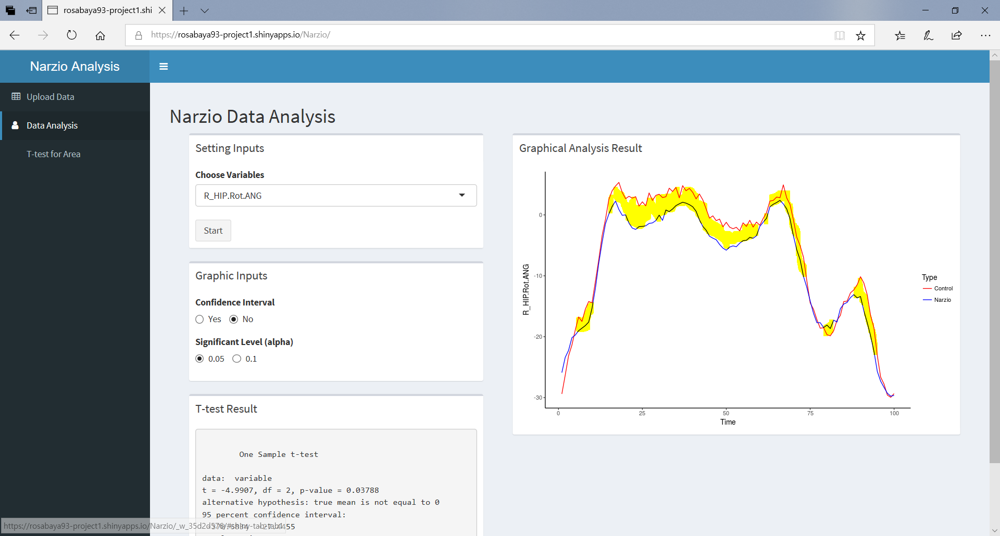 rosabaya93-project1.shi
https://rosabaya93-project1.shinyapps.io/Narzio/
Narzio Analysis
Upload Data
Data Analysis
T-test for Area
Narzio Data Analysis
Setting Inputs
Choose Variables
R_HIP.Rot.ANG
Start
Graphic Inputs
Confidence Interval
Yes No
Significant Level (alpha)
0.05 0.1
T-test Result
One Sample t-test
data: variable
t = -4.9907, df = 2, p-value = 0.03788
alternative hypothesis: true mean is not equal to 0
95 percent confidence interval:
https://rosabaya93-project1.shinyapps.io/Narzio/_w_35d2d576/#shiny-tab-tab1
Graphical Analysis Result
R_HIP.Rot.ANG
0
-10
-20
-30
0 25 50 75 100
Time
Type
Control
Narzio